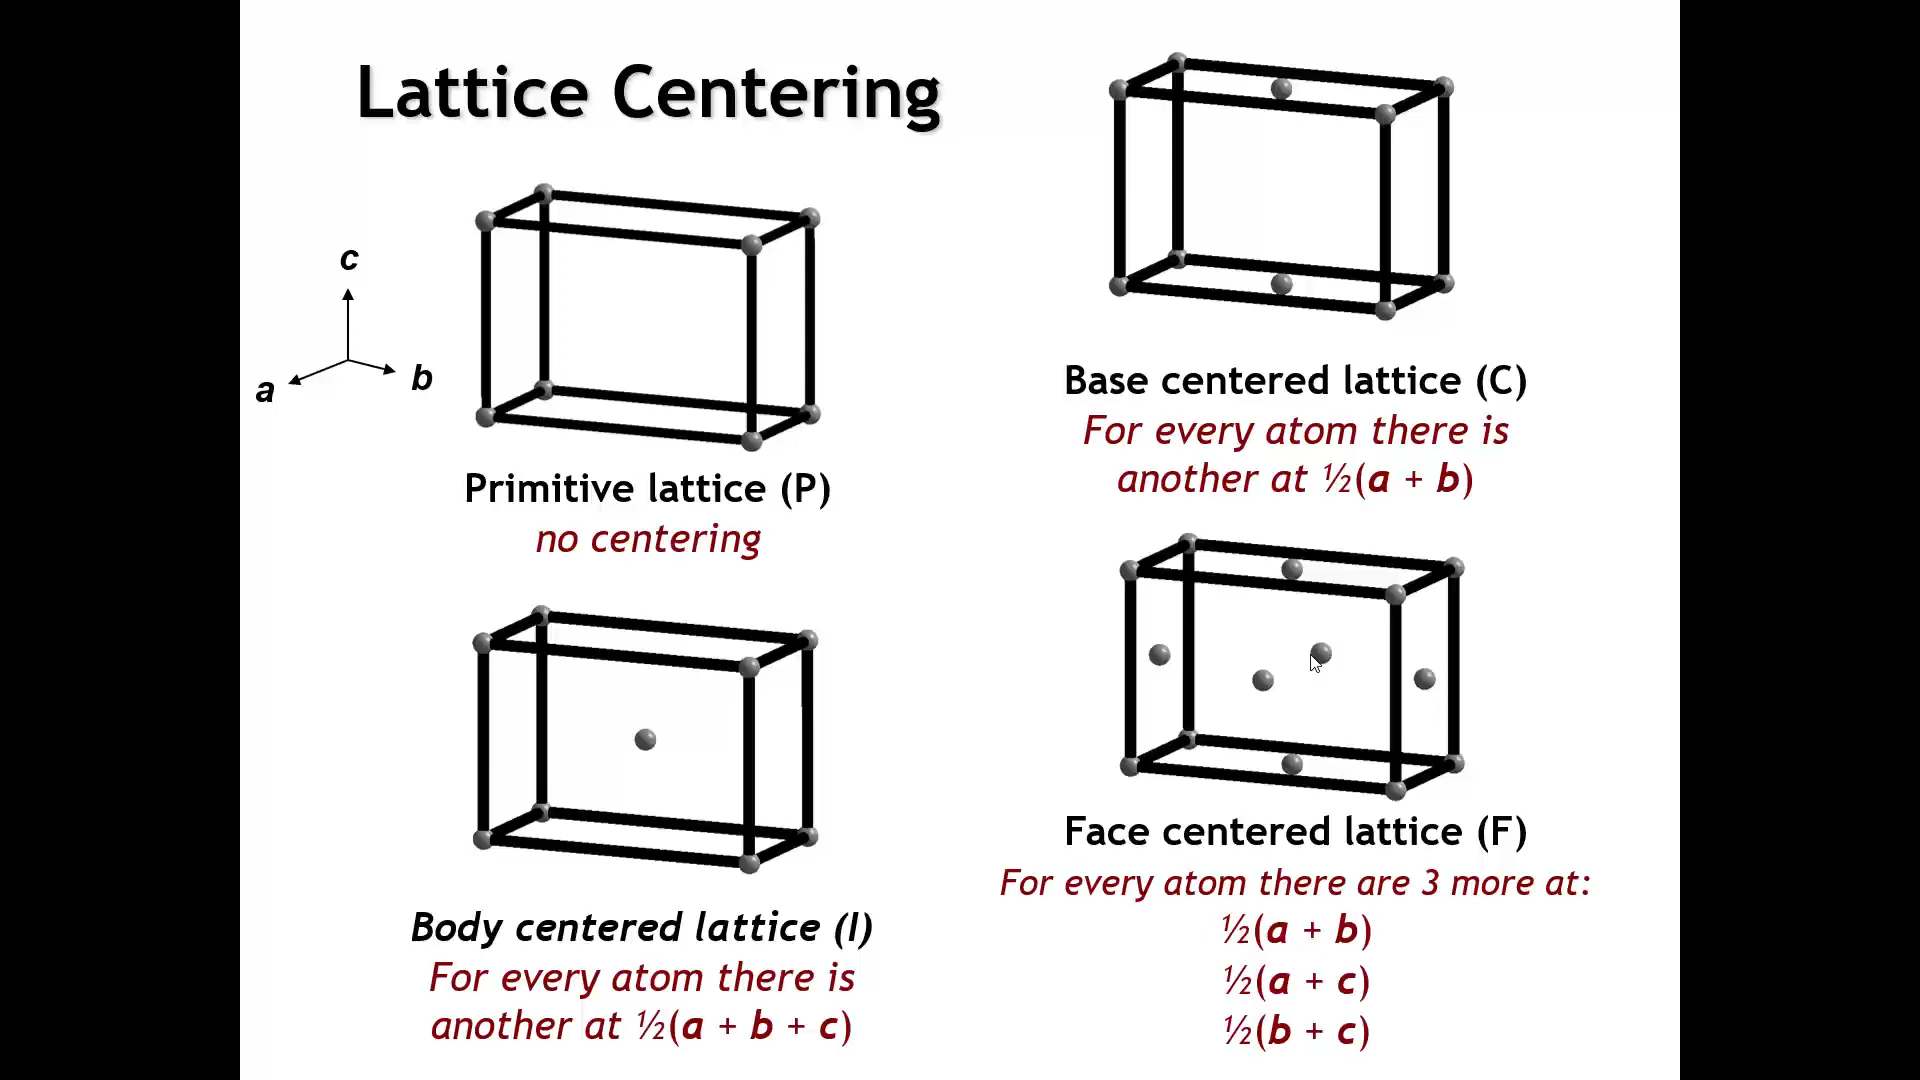 Lattice Centering
c
a
b
Primitive lattice (P)
no centering
Base centered lattice (C)
For every atom there is
another at ½(a + b)
Body centered lattice (I)
For every atom there is
another at ½(a + b + c)
Face centered lattice (F)
For every atom there are 3 more at:
½(a + b)
½(a + c)
½(b + c)